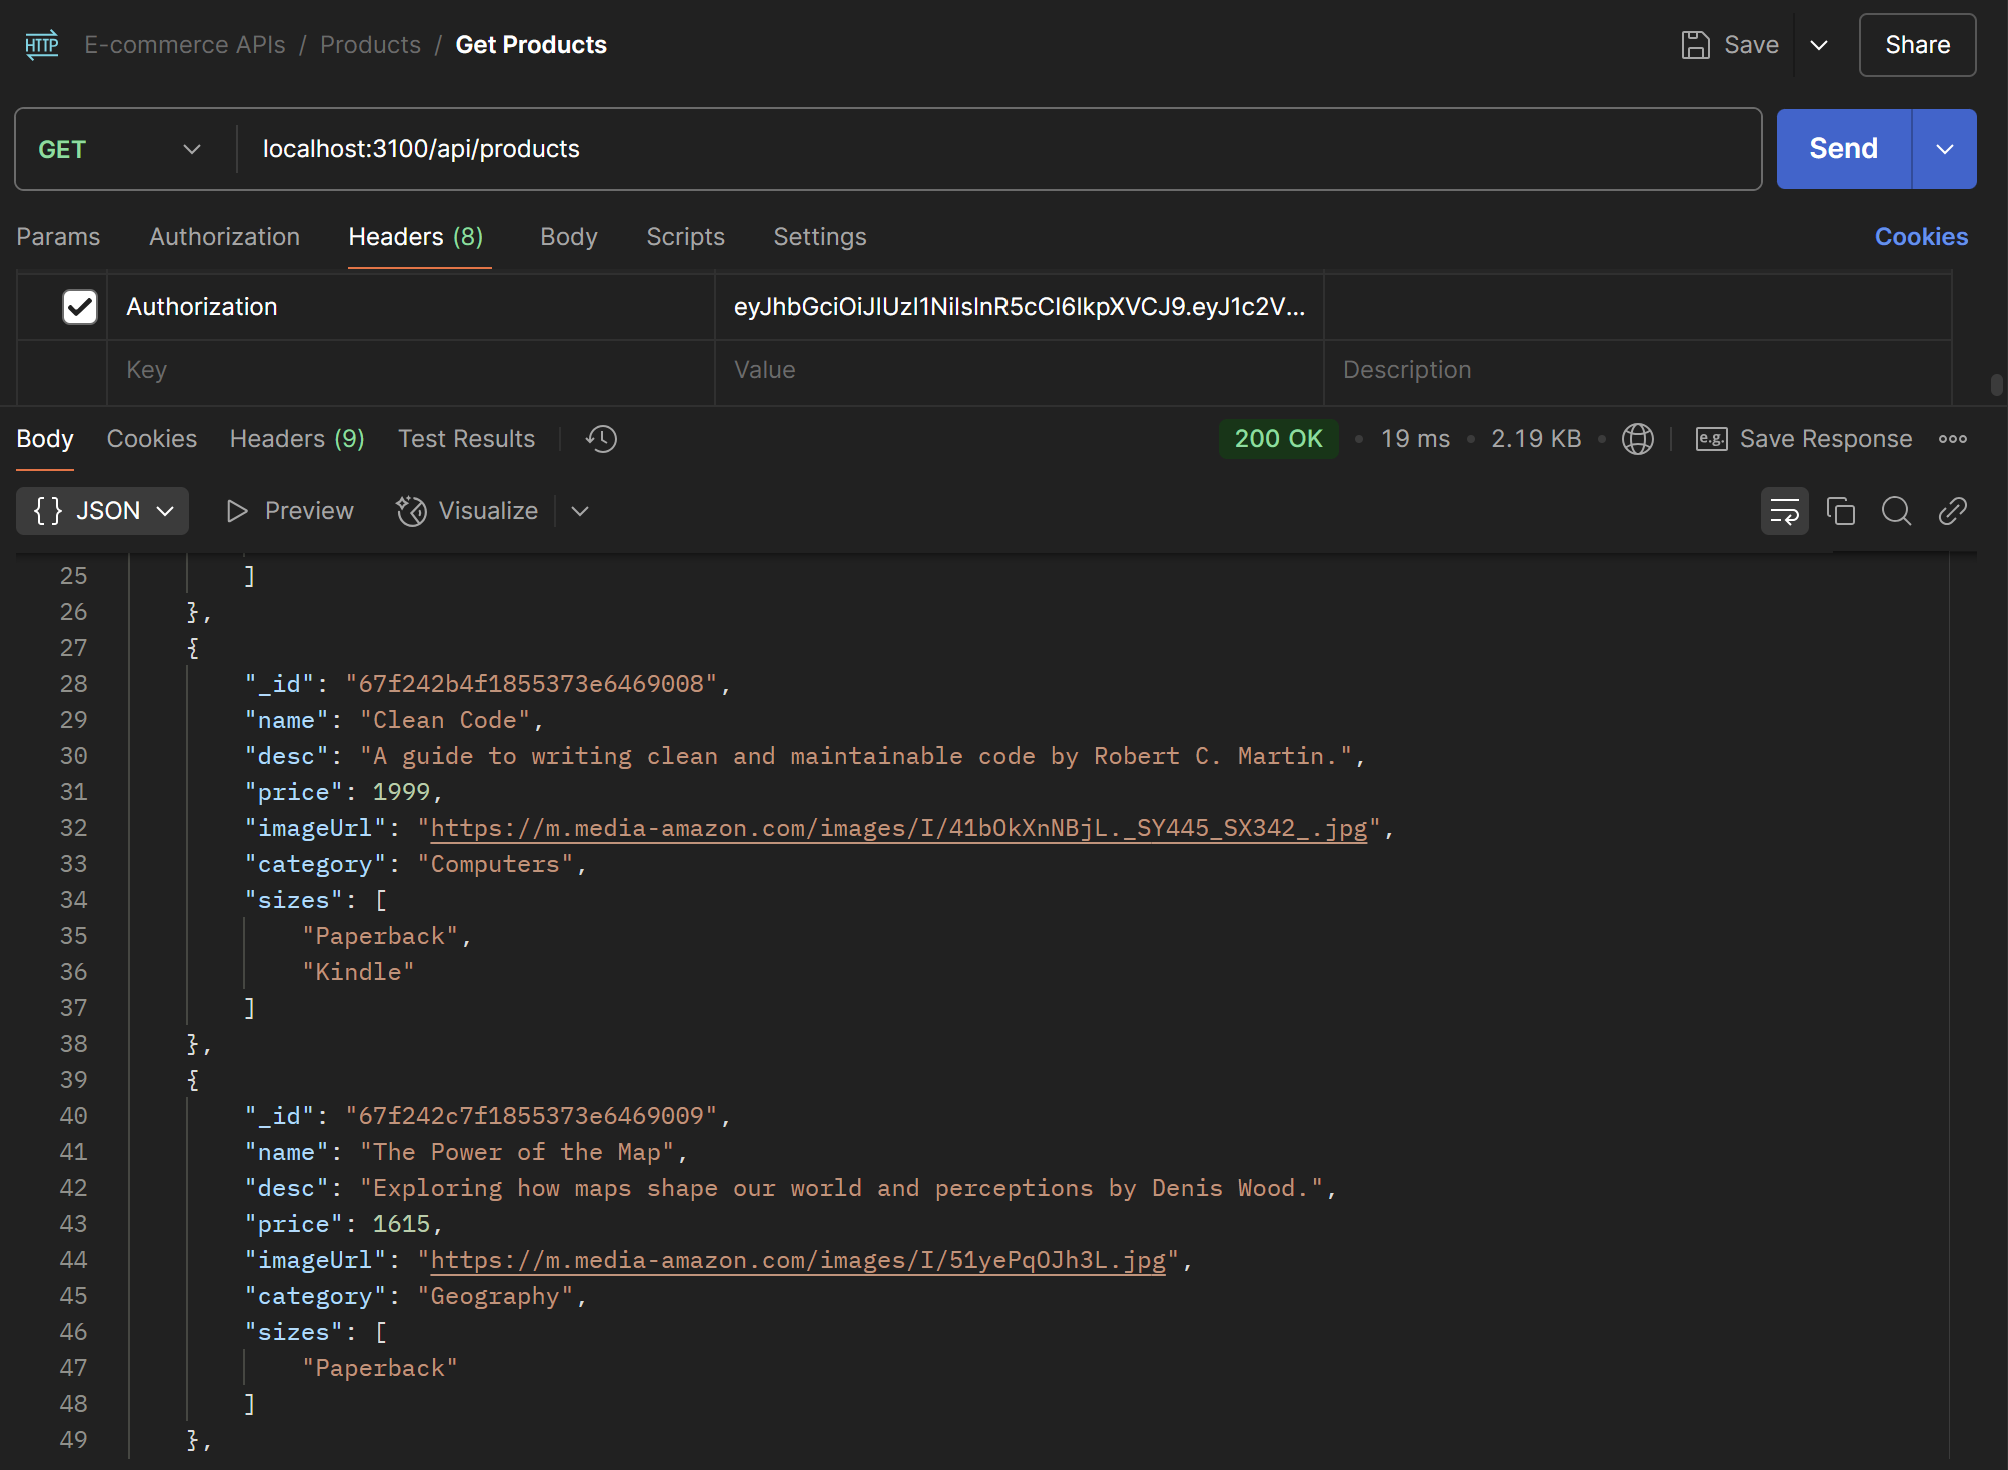 HTTP E-commerce APIs / Products / Get Products Save Share
GET localhost:3100/api/products Send
Params Authorization Headers (8) Body Scripts Settings Cookies
Authorization eyJhbGciOiJIUzI1NiIsInR5cCI6IkpXVCJ9.eyJ1c2V...
Key Value Description
Body Cookies Headers (9) Test Results 200 OK • 19 ms • 2.19 KB • e.g. Save Response
{} JSON Preview Visualize
25 ]
26 },
27 {
28 "_id": "67f242b4f1855373e6469008",
29 "name": "Clean Code",
30 "desc": "A guide to writing clean and maintainable code by Robert C. Martin.",
31 "price": 1999,
32 "imageUrl": "https://m.media-amazon.com/images/I/41bOkXnNBjL._SY445_SX342_.jpg",
33 "category": "Computers",
34 "sizes": [
35 "Paperback",
36 "Kindle"
37 ]
38 },
39 {
40 "_id": "67f242c7f1855373e6469009",
41 "name": "The Power of the Map",
42 "desc": "Exploring how maps shape our world and perceptions by Denis Wood.",
43 "price": 1615,
44 "imageUrl": "https://m.media-amazon.com/images/I/51yePqOJh3L.jpg",
45 "category": "Geography",
46 "sizes": [
47 "Paperback"
48 ]
49 },